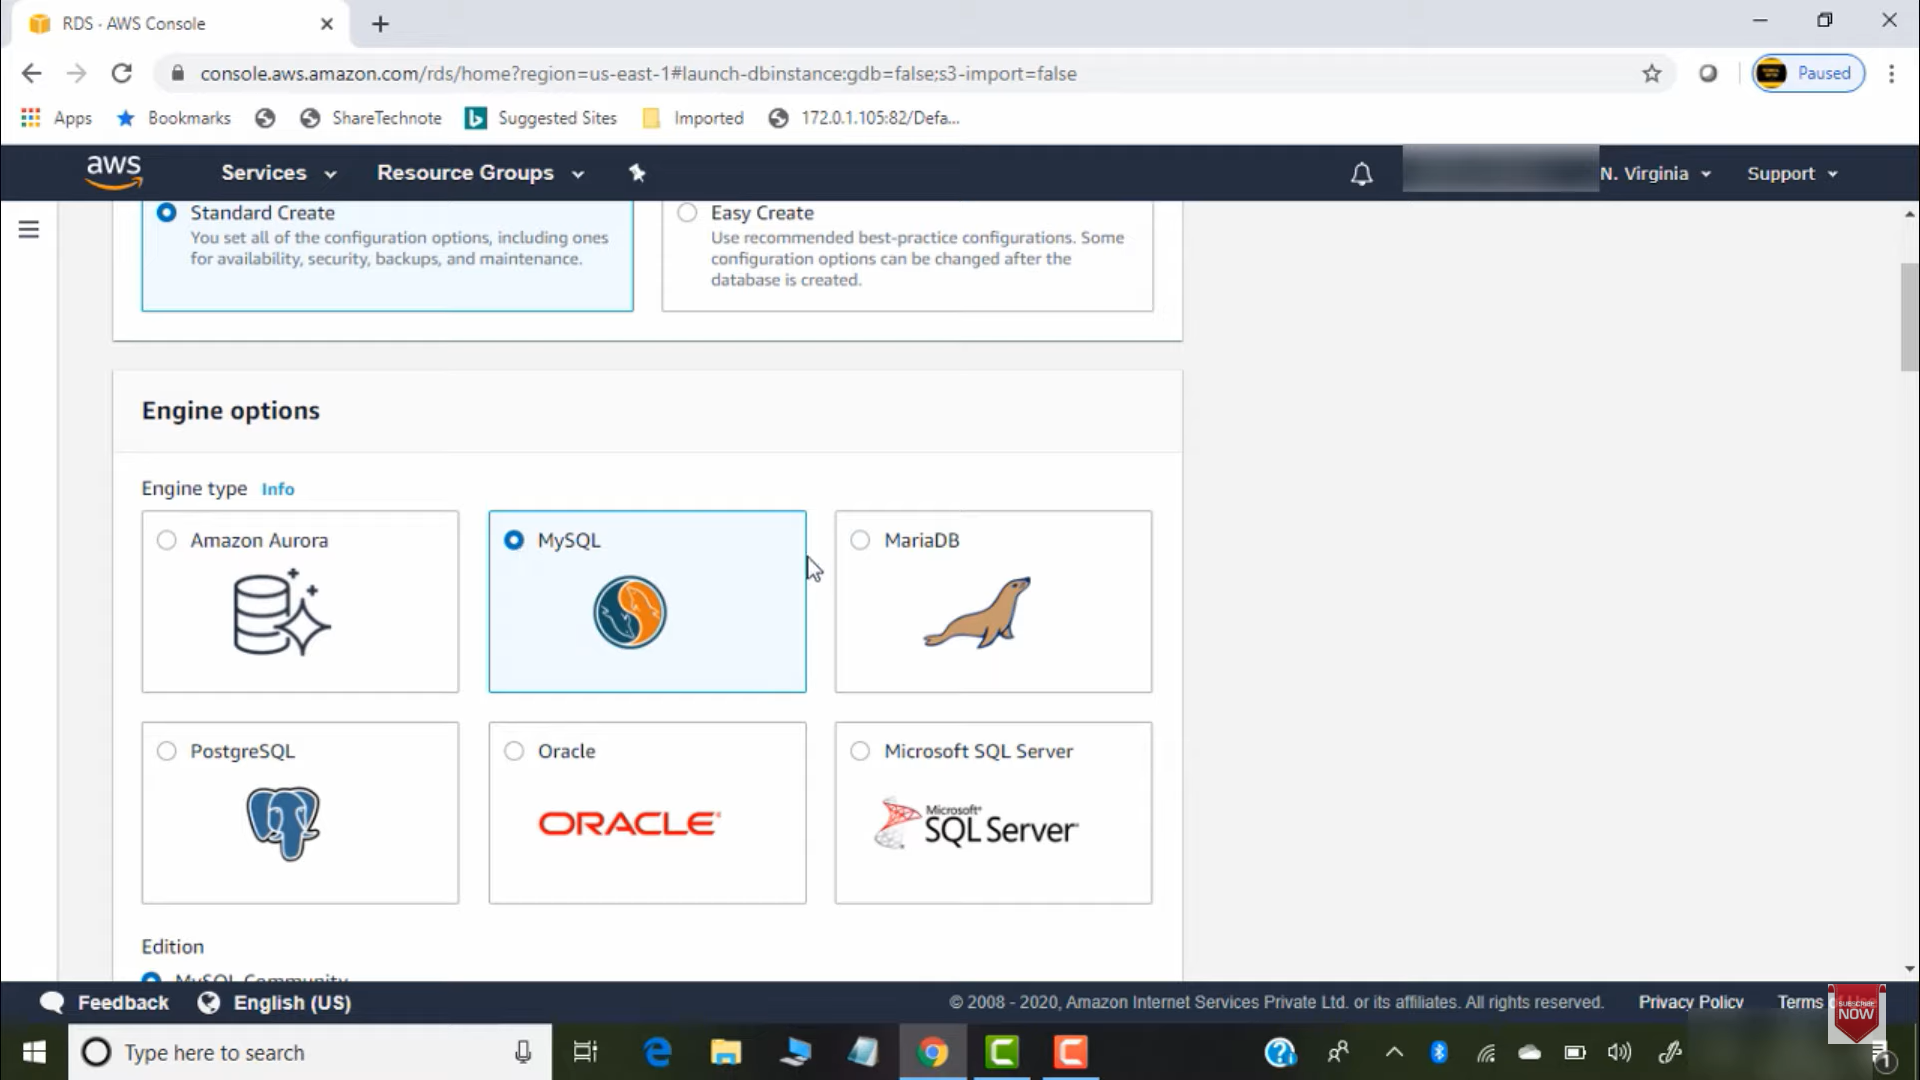 RDS - AWS Console
console.aws.amazon.com/rds/home?region=us-east-1#launch-dbinstance:gdb=false;s3-import=false
Paused
Apps
Bookmarks
ShareTechnote
Suggested Sites
Imported
172.0.1.105:82/Defa...
aws
Services
Resource Groups
N. Virginia
Support
Standard Create
You set all of the configuration options, including ones
for availability, security, backups, and maintenance.
Easy Create
Use recommended best-practice configurations. Some
configuration options can be changed after the
database is created.
Engine options
Engine type Info
Amazon Aurora
MySQL
MariaDB
PostgreSQL
Oracle
ORACLE
Microsoft SQL Server
Microsoft
SQL Server
Edition
MySQL Community
Feedback
English (US)
© 2008 - 2020, Amazon Internet Services Private Ltd. or its affiliates. All rights reserved.
Privacy Policy
Terms
SUBSCRIBE
NOW
Type here to search
1